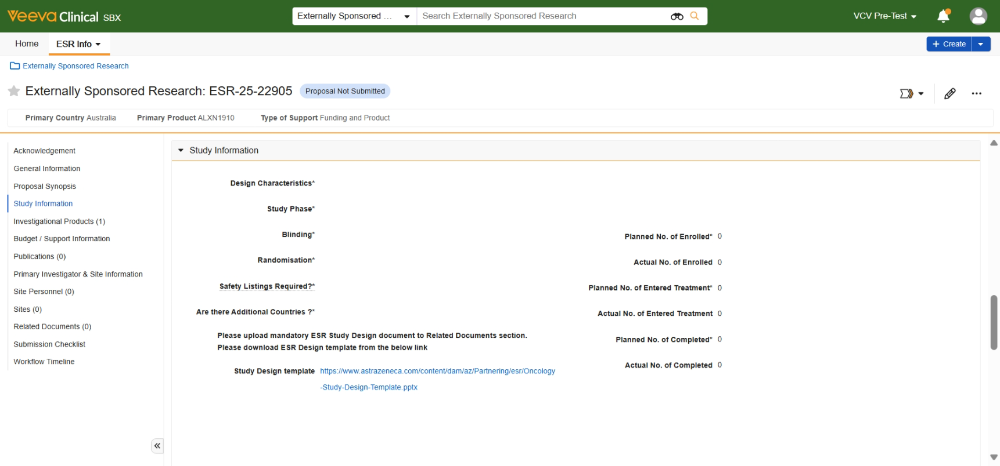 Veeva Clinical SBX
Externally Sponsored ...
Search Externally Sponsored Research
VCV Pre-Test
Home
ESR Info
+ Create
Externally Sponsored Research
Externally Sponsored Research: ESR-25-22905
Proposal Not Submitted
Primary Country Australia
Primary Product ALXN1910
Type of Support Funding and Product
Acknowledgement
General Information
Proposal Synopsis
Study Information
Investigational Products (1)
Budget / Support Information
Publications (0)
Primary Investigator & Site Information
Site Personnel (0)
Sites (0)
Related Documents (0)
Submission Checklist
Workflow Timeline
Study Information
Design Characteristics*
Study Phase*
Blinding*
Randomisation*
Safety Listings Required?*
Are there Additional Countries ?*
Please upload mandatory ESR Study Design document to Related Documents section.
Please download ESR Design template from the below link
Study Design template https://www.astrazeneca.com/content/dam/az/Partnering/esr/Oncology
-Study-Design-Template.pptx
Planned No. of Enrolled* 0
Actual No. of Enrolled 0
Planned No. of Entered Treatment* 0
Actual No. of Entered Treatment 0
Planned No. of Completed* 0
Actual No. of Completed 0